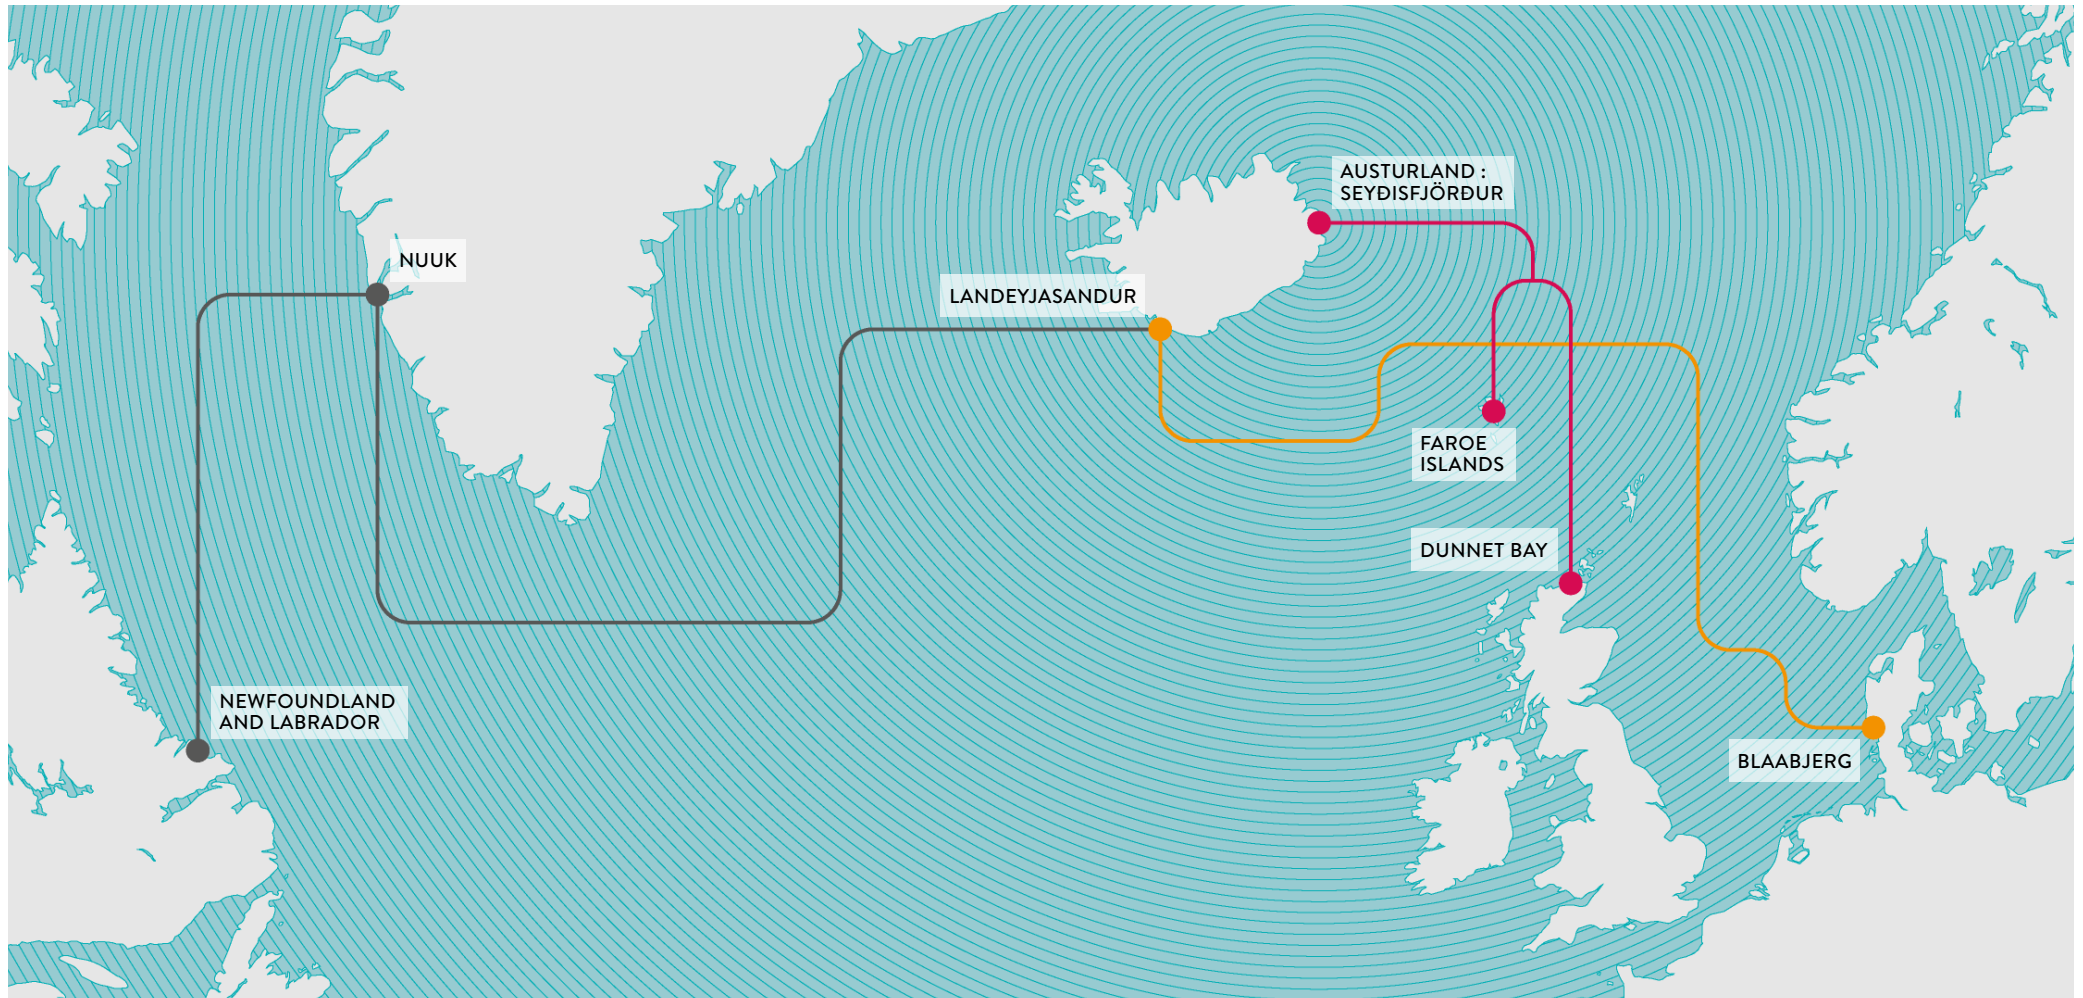 AUSTURLAND :
SEYÐISFJÖRÐUR
NUUK
LANDEYJASANDUR
FAROE
ISLANDS
DUNNET BAY
NEWFOUNDLAND
AND LABRADOR
BLAABJERG